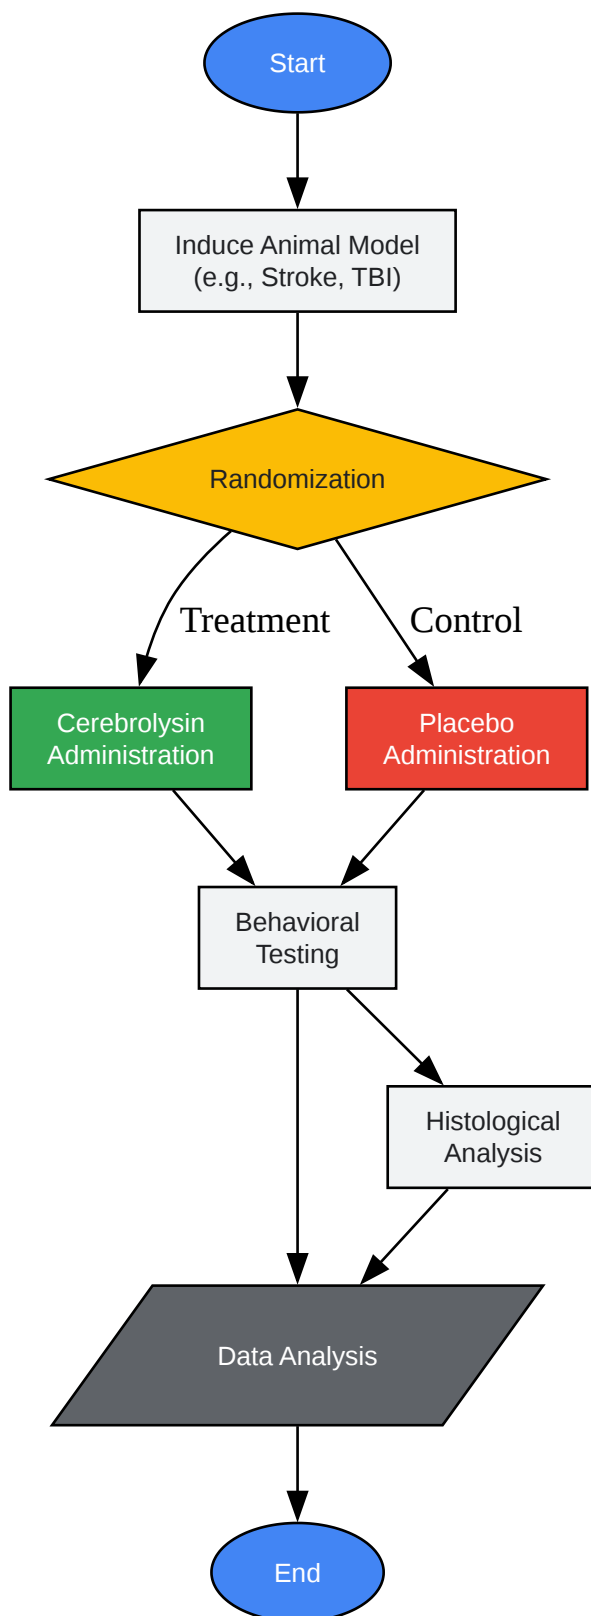 Start
Induce Animal Model
(e.g., Stroke, TBI)
Randomization
Treatment
Control
Cerebrolysin
Administration
Placebo
Administration
Behavioral
Testing
Histological
Analysis
Data Analysis
End